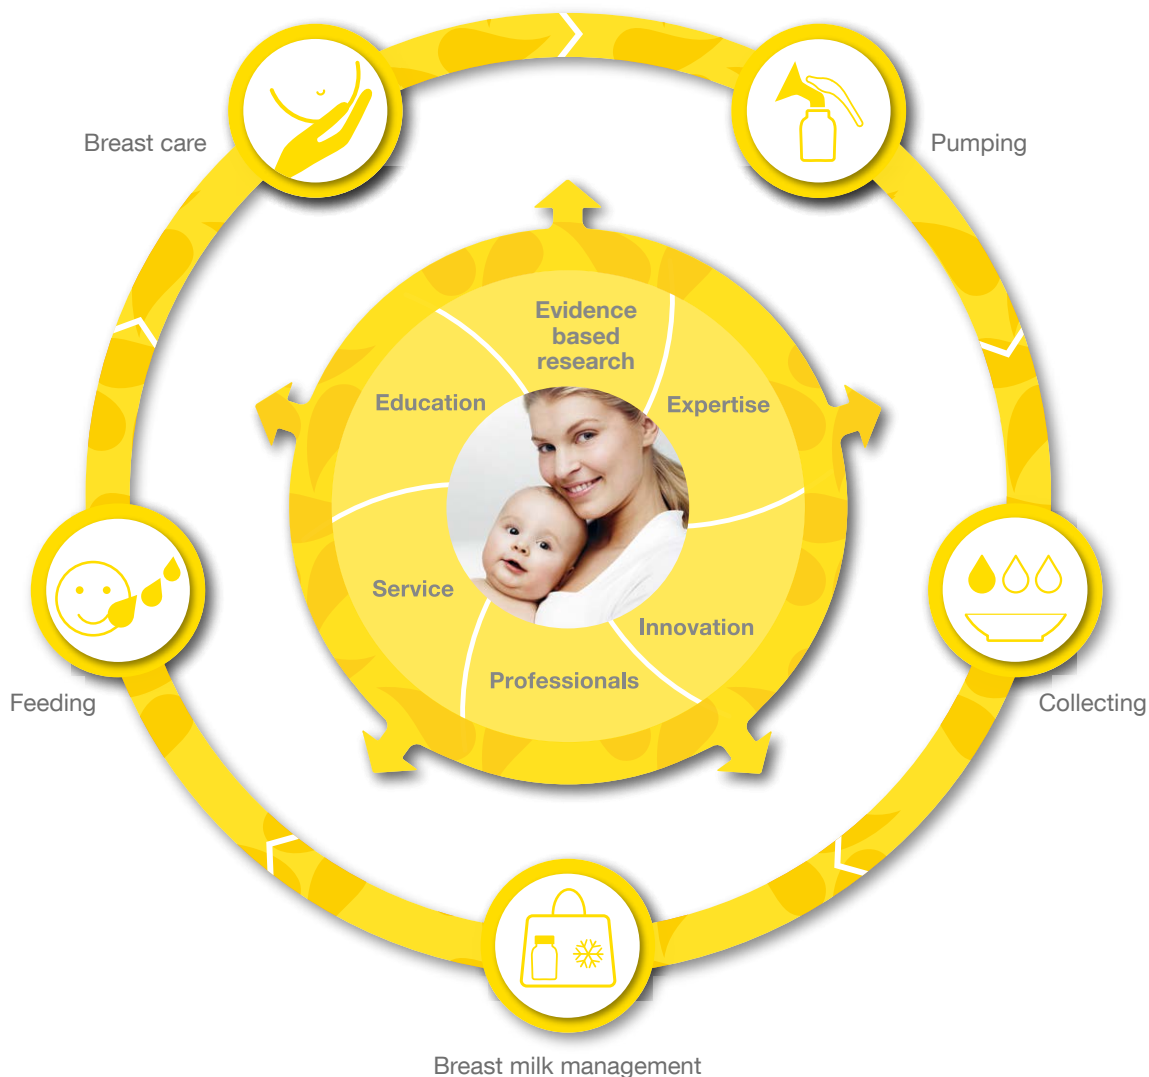 Breast care
Pumping
Evidence
based
research
Education
Expertise
Service
Innovation
Professionals
Feeding
Collecting
Breast milk management